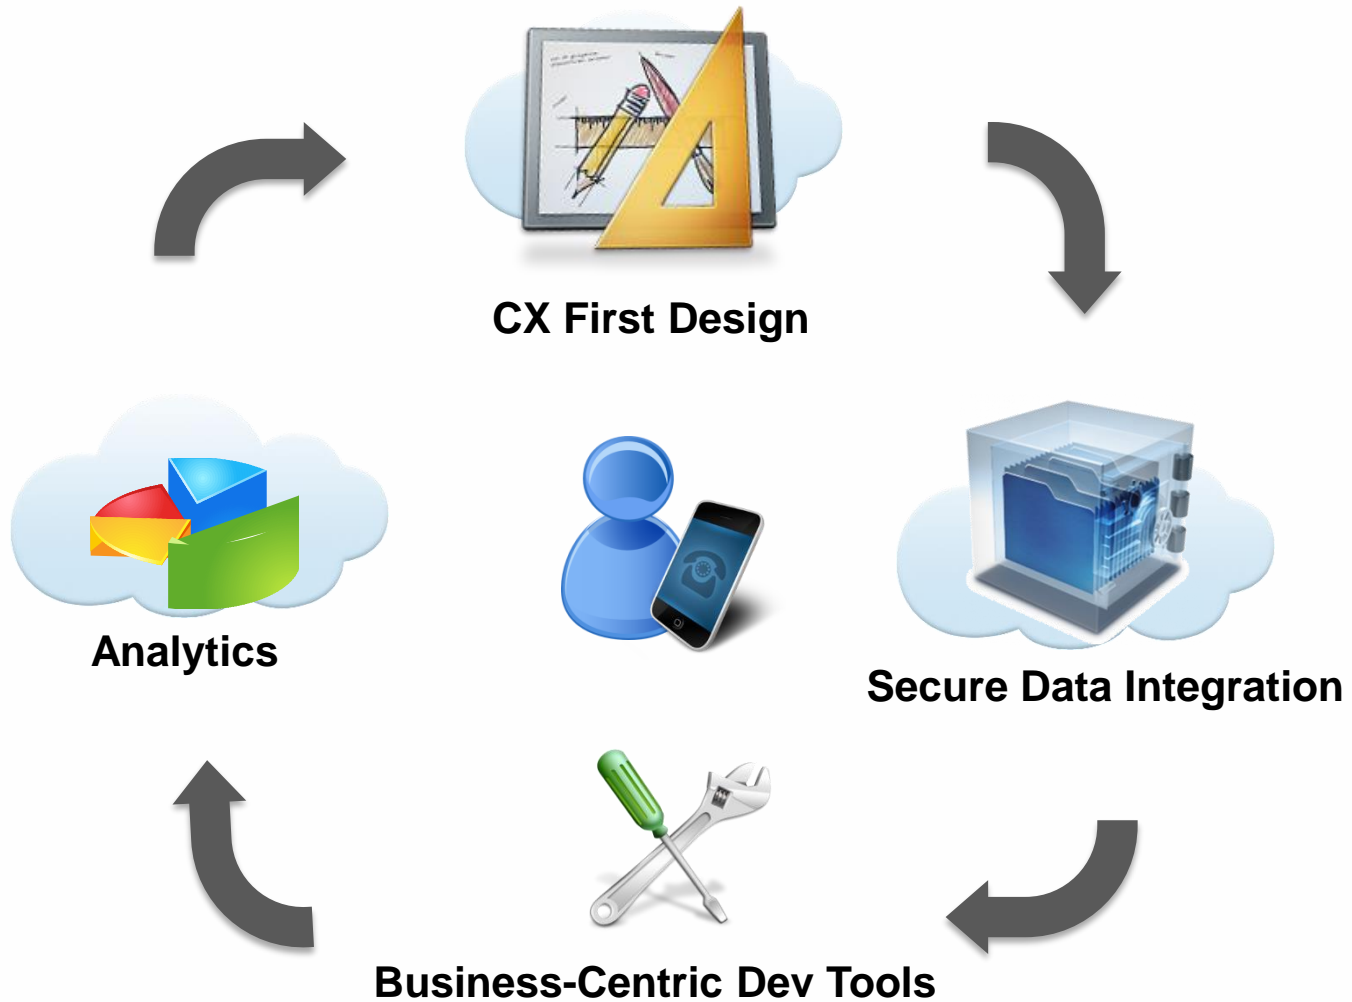 CX First Design
Analytics
Secure Data Integration
Business-Centric Dev Tools